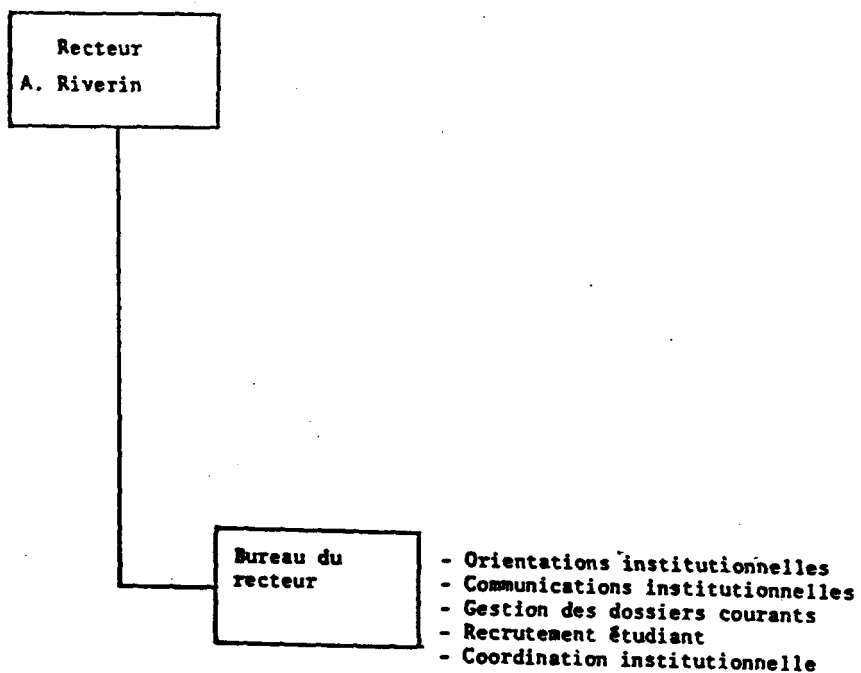 Recteur
A. Riverin
Bureau du
recteur
- Orientations institutionnelles
- Communications institutionnelles
- Gestion des dossiers courants
- Recrutement étudiant
- Coordination institutionnelle